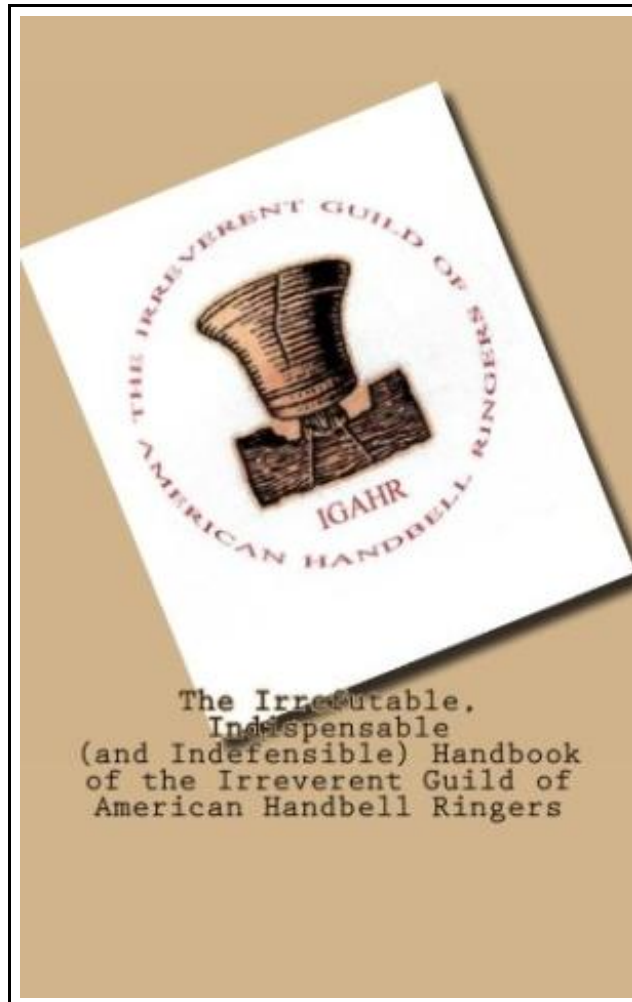 THE IRREVERENT GUILD OF AMERICAN HANDBELL RINGERS
IGAHR
The Irrefutable,
Indispensable
(and Indefensible) Handbook
of the Irreverent Guild of
American Handbell Ringers